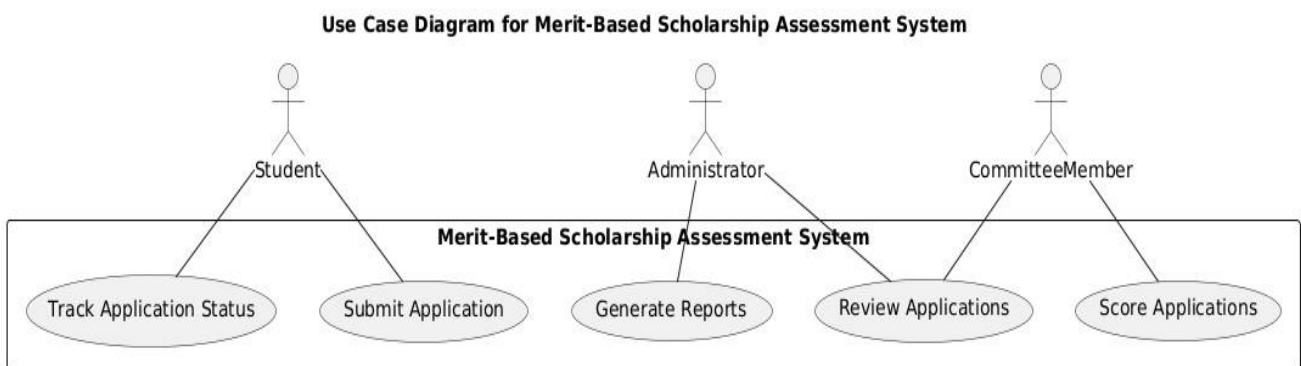 Use Case Diagram for Merit-Based Scholarship Assessment System
Student
Administrator
CommitteeMember
Merit-Based Scholarship Assessment System
Track Application Status
Submit Application
Generate Reports
Review Applications
Score Applications